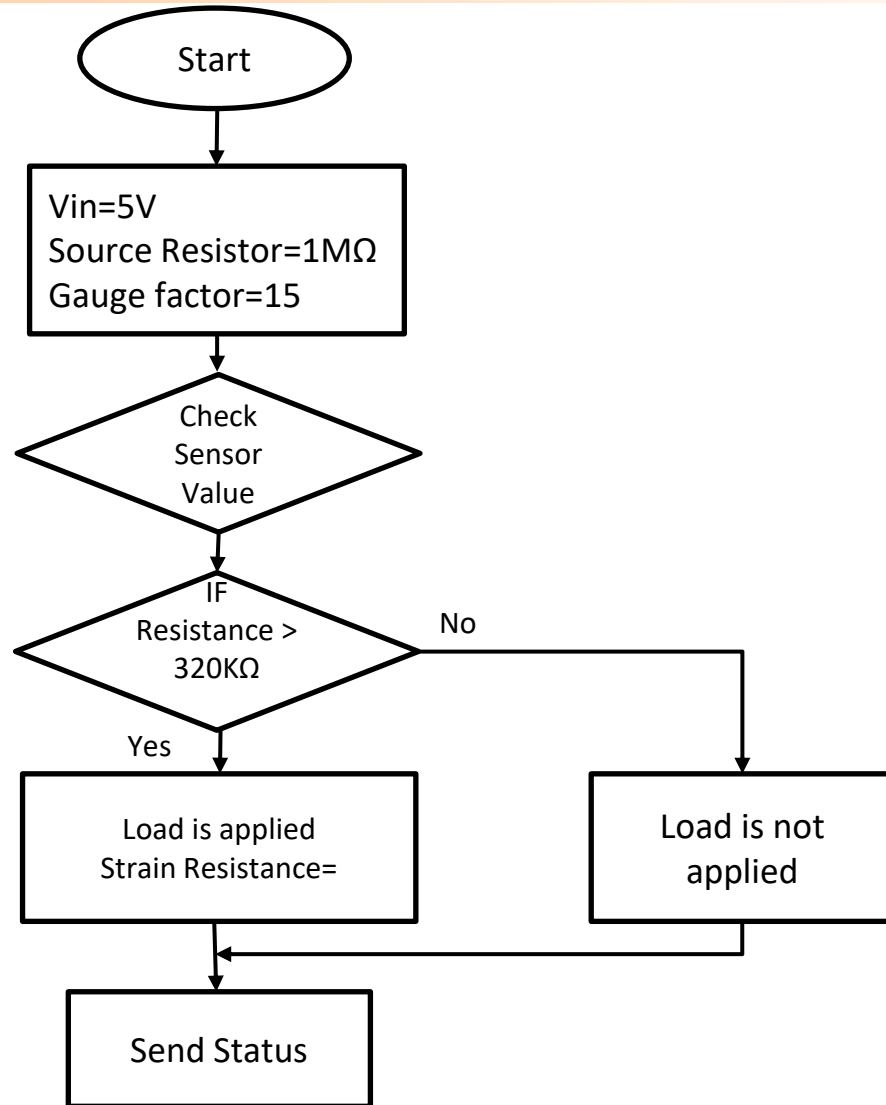 Start
Vin=5V
Source Resistor=1MΩ
Gauge factor=15
Check
Sensor
Value
IF
Resistance >
320KΩ
No
Yes
Load is applied
Strain Resistance=
Load is not
applied
Send Status